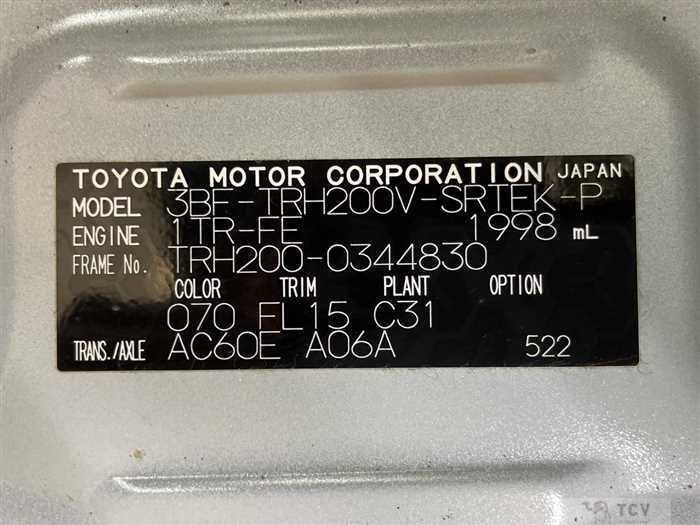 TOYOTA MOTOR CORPORATION JAPAN
MODEL 3BF-TRH200V-SRTEK-P
ENGINE 1TR-FE 1998 mL
FRAME No. TRH200-0344830
COLOR TRIM PLANT OPTION
070 FL15 C31
TRANS./AXLE AC60E A06A 522
TCV